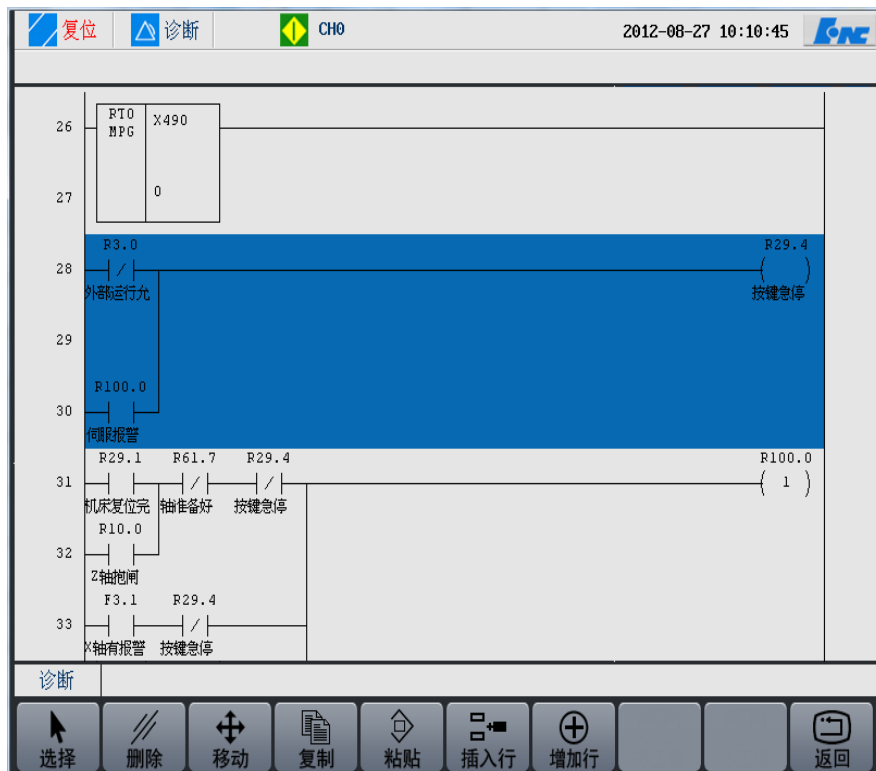 复位 诊断 CH0 2012-08-27 10:10:45 HNC
RTO X490
26 MPG
27 0
R3.0 R29.4
28
外部运行允 按键急停
29
R100.0
30
伺服报警
R29.1 R61.7 R29.4 R100.0
31 1
机床复位完 轴准备好 按键急停
R10.0
32
Z轴抱闸
F3.1 R29.4
33
X轴有报警 按键急停
诊断
选择 删除 移动 复制 粘贴 插入行 增加行 返回